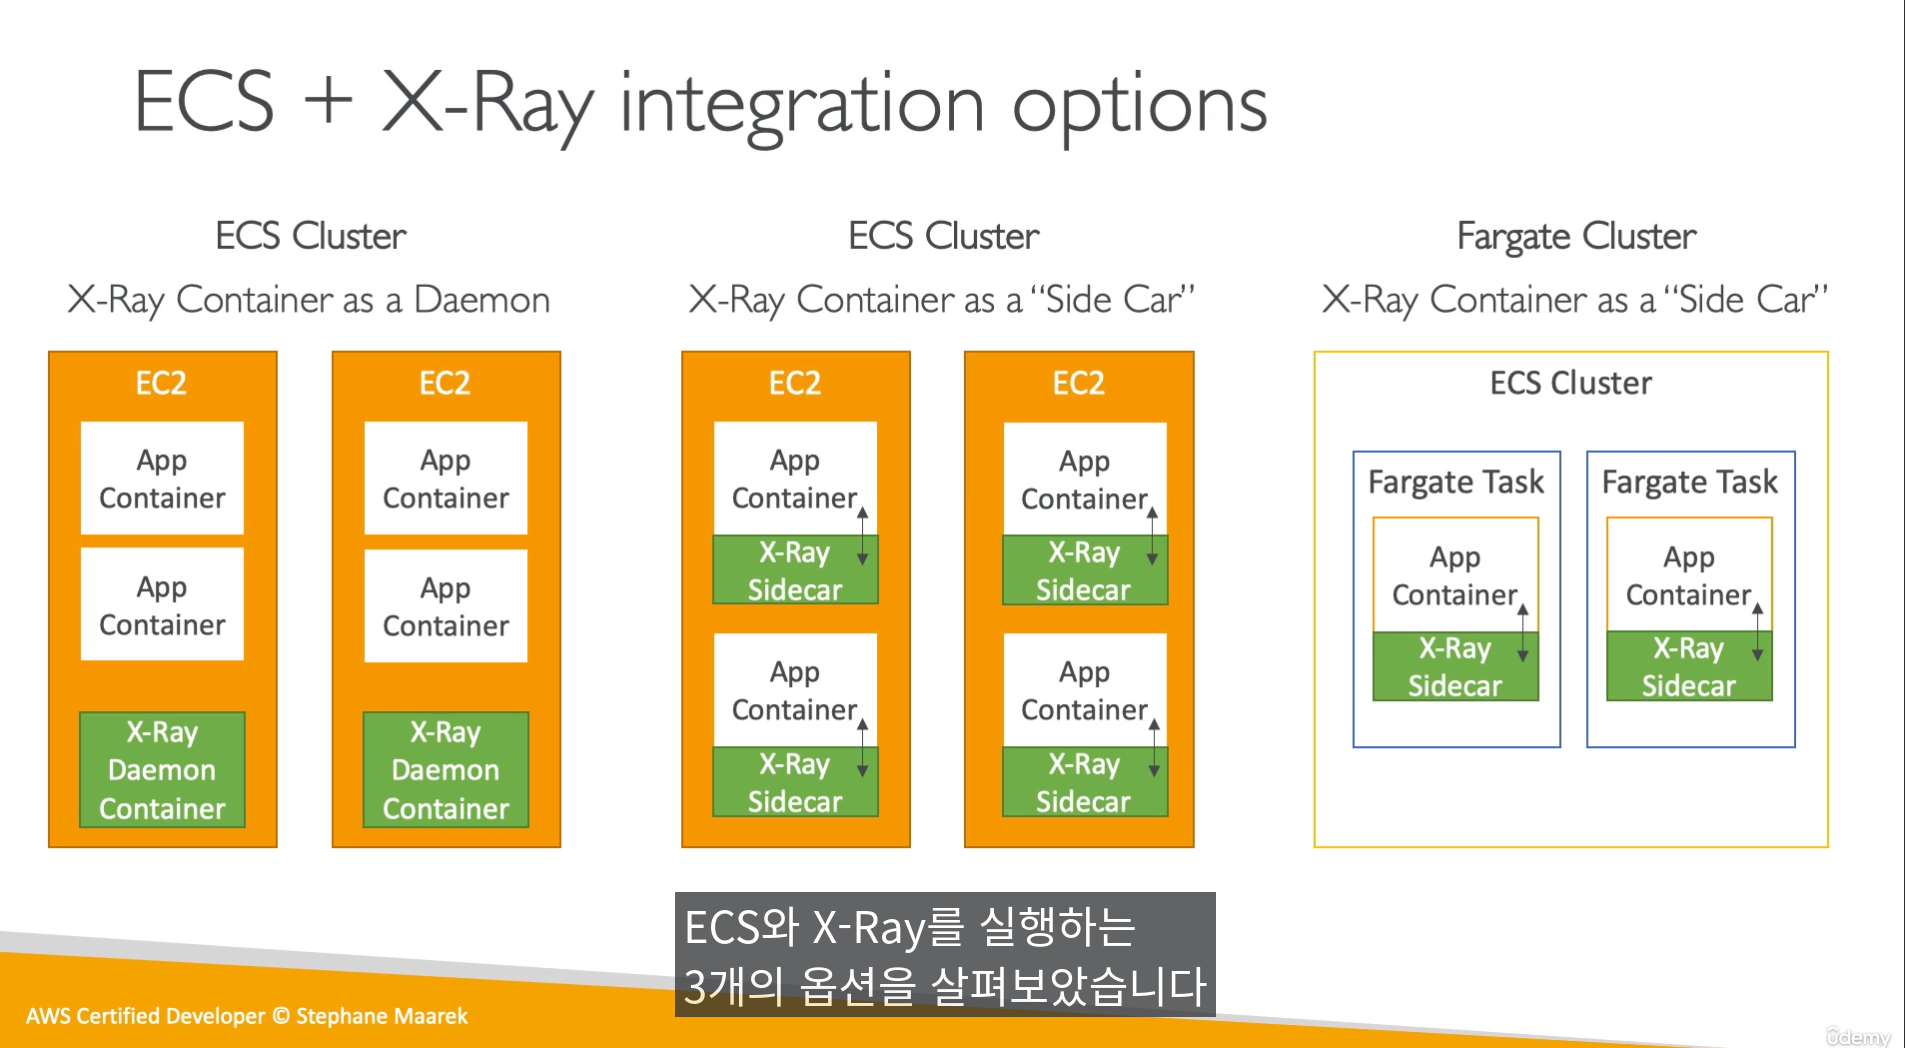 ECS + X-Ray integration options
ECS Cluster
X-Ray Container as a Daemon
EC2
App
Container
App
Container
X-Ray
Daemon
Container
EC2
App
Container
App
Container
X-Ray
Daemon
Container
ECS Cluster
X-Ray Container as a “Side Car”
EC2
App
Container
X-Ray
Sidecar
App
Container
X-Ray
Sidecar
EC2
App
Container
X-Ray
Sidecar
App
Container
X-Ray
Sidecar
Fargate Cluster
X-Ray Container as a “Side Car”
ECS Cluster
Fargate Task
App
Container
X-Ray
Sidecar
Fargate Task
App
Container
X-Ray
Sidecar
ECS와 X-Ray를 실행하는
3개의 옵션을 살펴보았습니다
AWS Certified Developer © Stephane Maarek
ûdemy